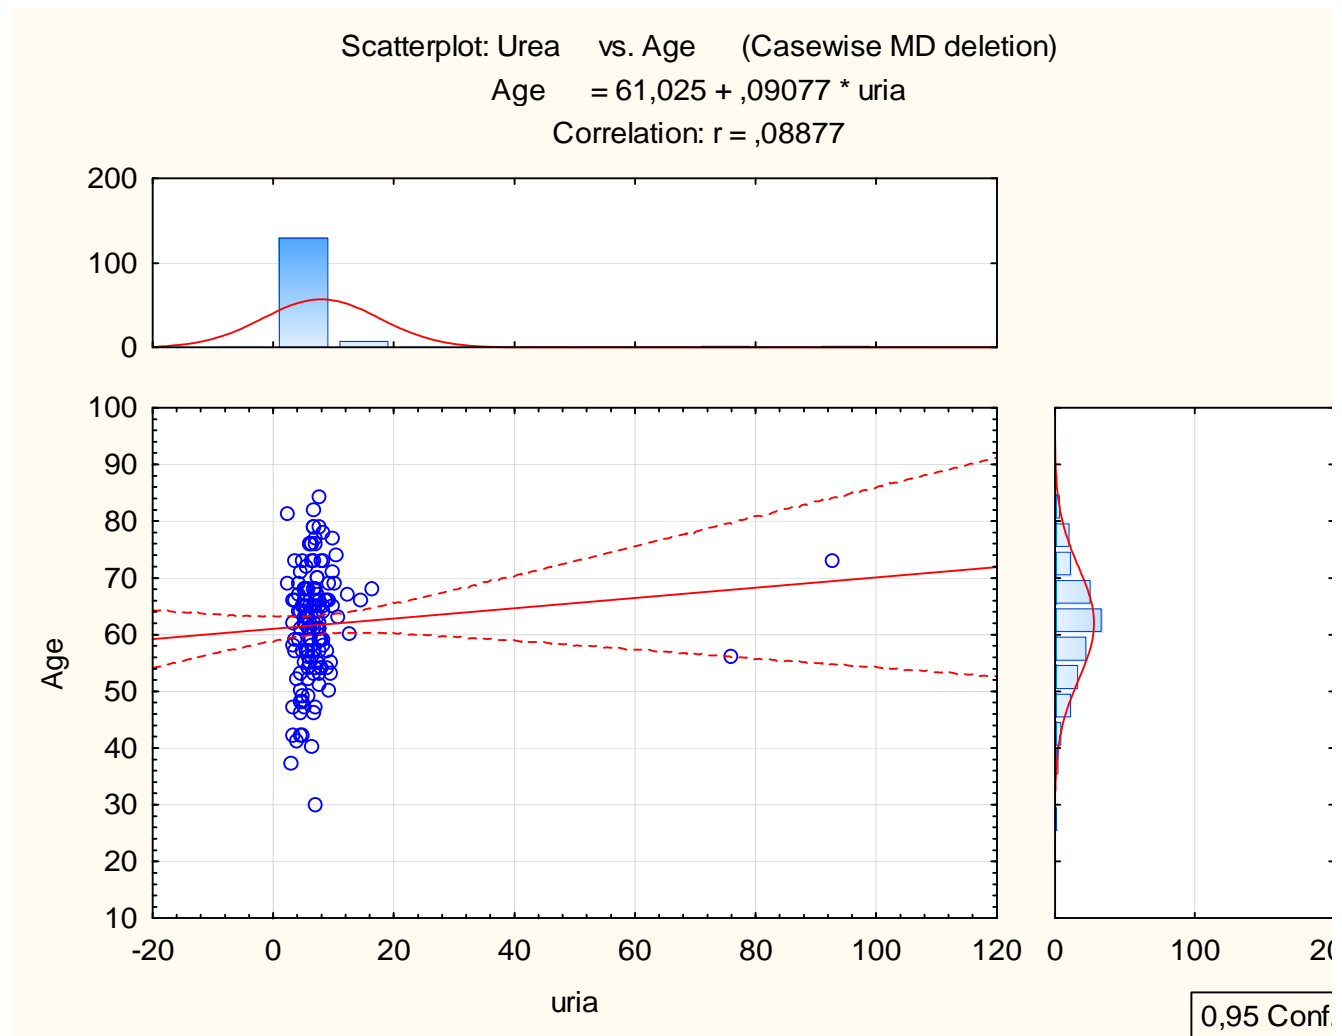 Scatterplot: Urea vs. Age (Casewise MD deletion)
Age = 61,025 + ,09077 * uria
Correlation: r = ,08877
200
100
0
100
90
80
70
60
50
40
30
20
10
Age
-20 0 20 40 60 80 100 120
0 100
uria
0,95 Conf.